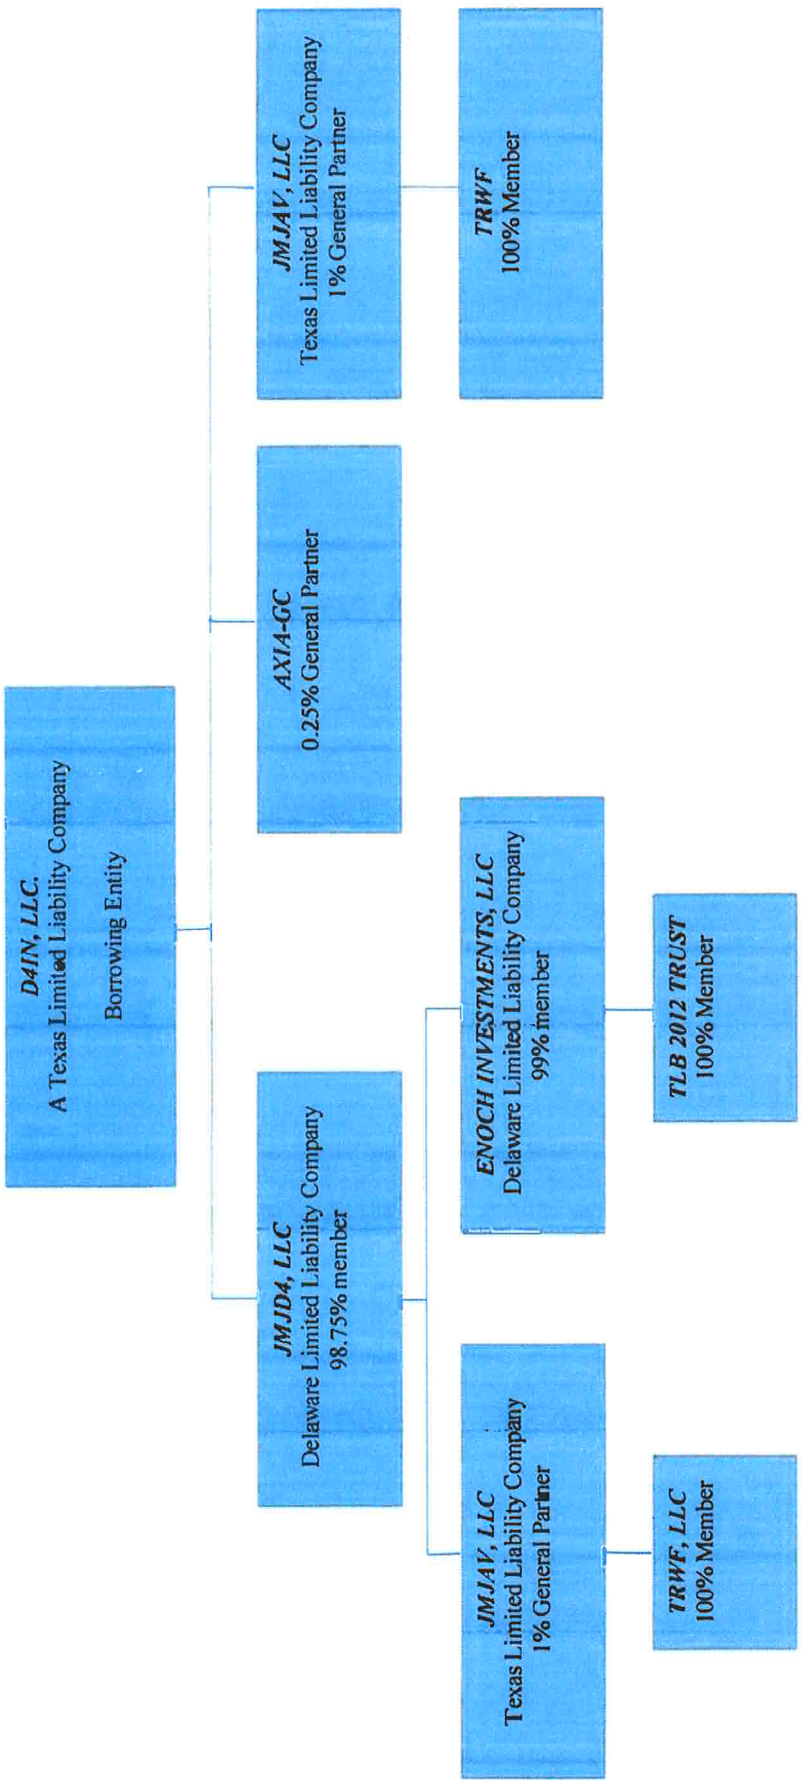 D4IN, LLC.
A Texas Limited Liability Company
Borrowing Entity
JMJD4, LLC
Delaware Limited Liability Company
98.75% member
AXIA-GC
0.25% General Partner
JMJAV, LLC
Texas Limited Liability Company
1% General Partner
JMJAV, LLC
Texas Limited Liability Company
1% General Partner
ENOCH INVESTMENTS, LLC
Delaware Limited Liability Company
99% member
TRWF
100% Member
TRWF, LLC
100% Member
TLB 2012 TRUST
100% Member